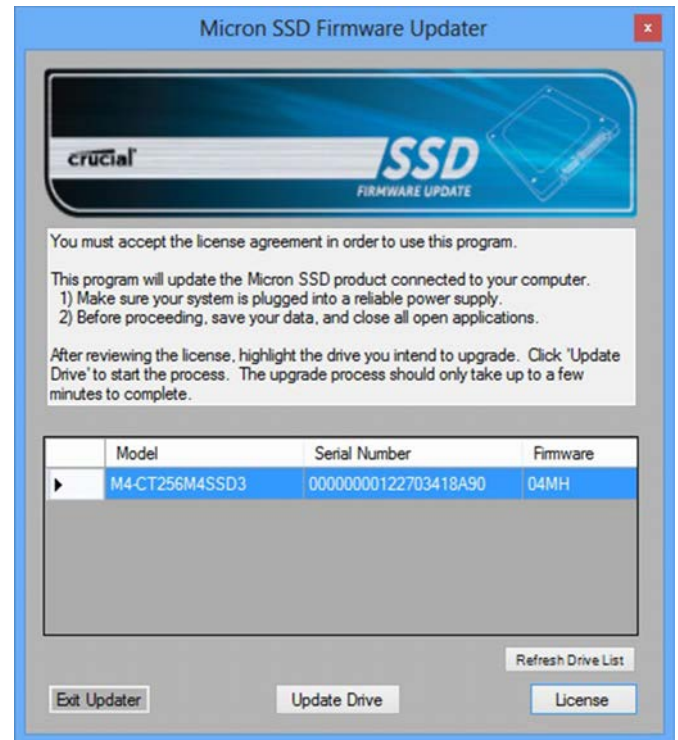 Micron SSD Firmware Updater
x
crucial
SSD
FIRMWARE UPDATE
You must accept the license agreement in order to use this program.
This program will update the Micron SSD product connected to your computer.
1) Make sure your system is plugged into a reliable power supply.
2) Before proceeding, save your data, and close all open applications.
After reviewing the license, highlight the drive you intend to upgrade. Click 'Update
Drive' to start the process. The upgrade process should only take up to a few
minutes to complete.
Model Serial Number Firmware
M4-CT256M4SSD3 00000000122703418A90 04MH
Refresh Drive List
Exit Updater Update Drive License